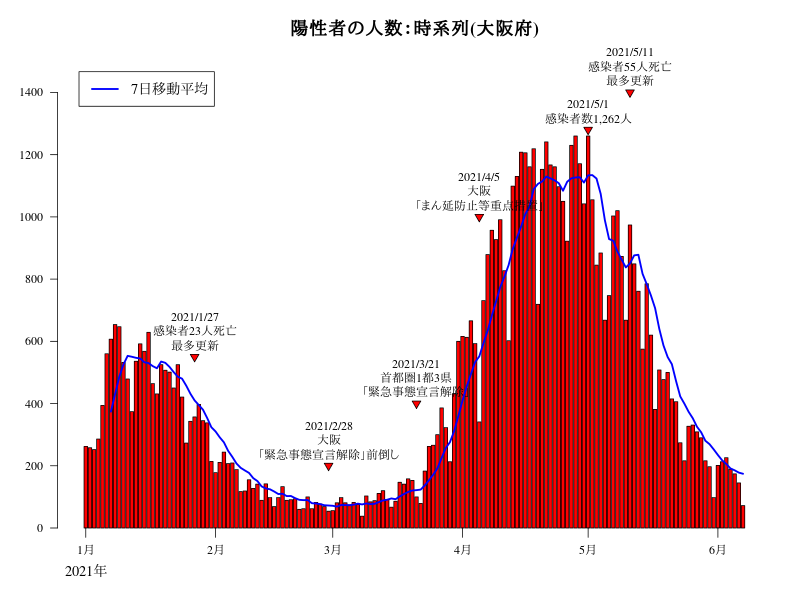 陽性者の人数：時系列(大阪府)
7日移動平均
2021/5/11
感染者55人死亡
最多更新
2021/5/1
感染者数1,262人
2021/4/5
大阪
「まん延防止等重点措置」
2021/3/21
首都圏1都3県
「緊急事態宣言解除」
2021/2/28
大阪
「緊急事態宣言解除」前倒し
2021/1/27
感染者23人死亡
最多更新
1400
1200
1000
800
600
400
200
0
1月
2月
3月
4月
5月
6月
2021年